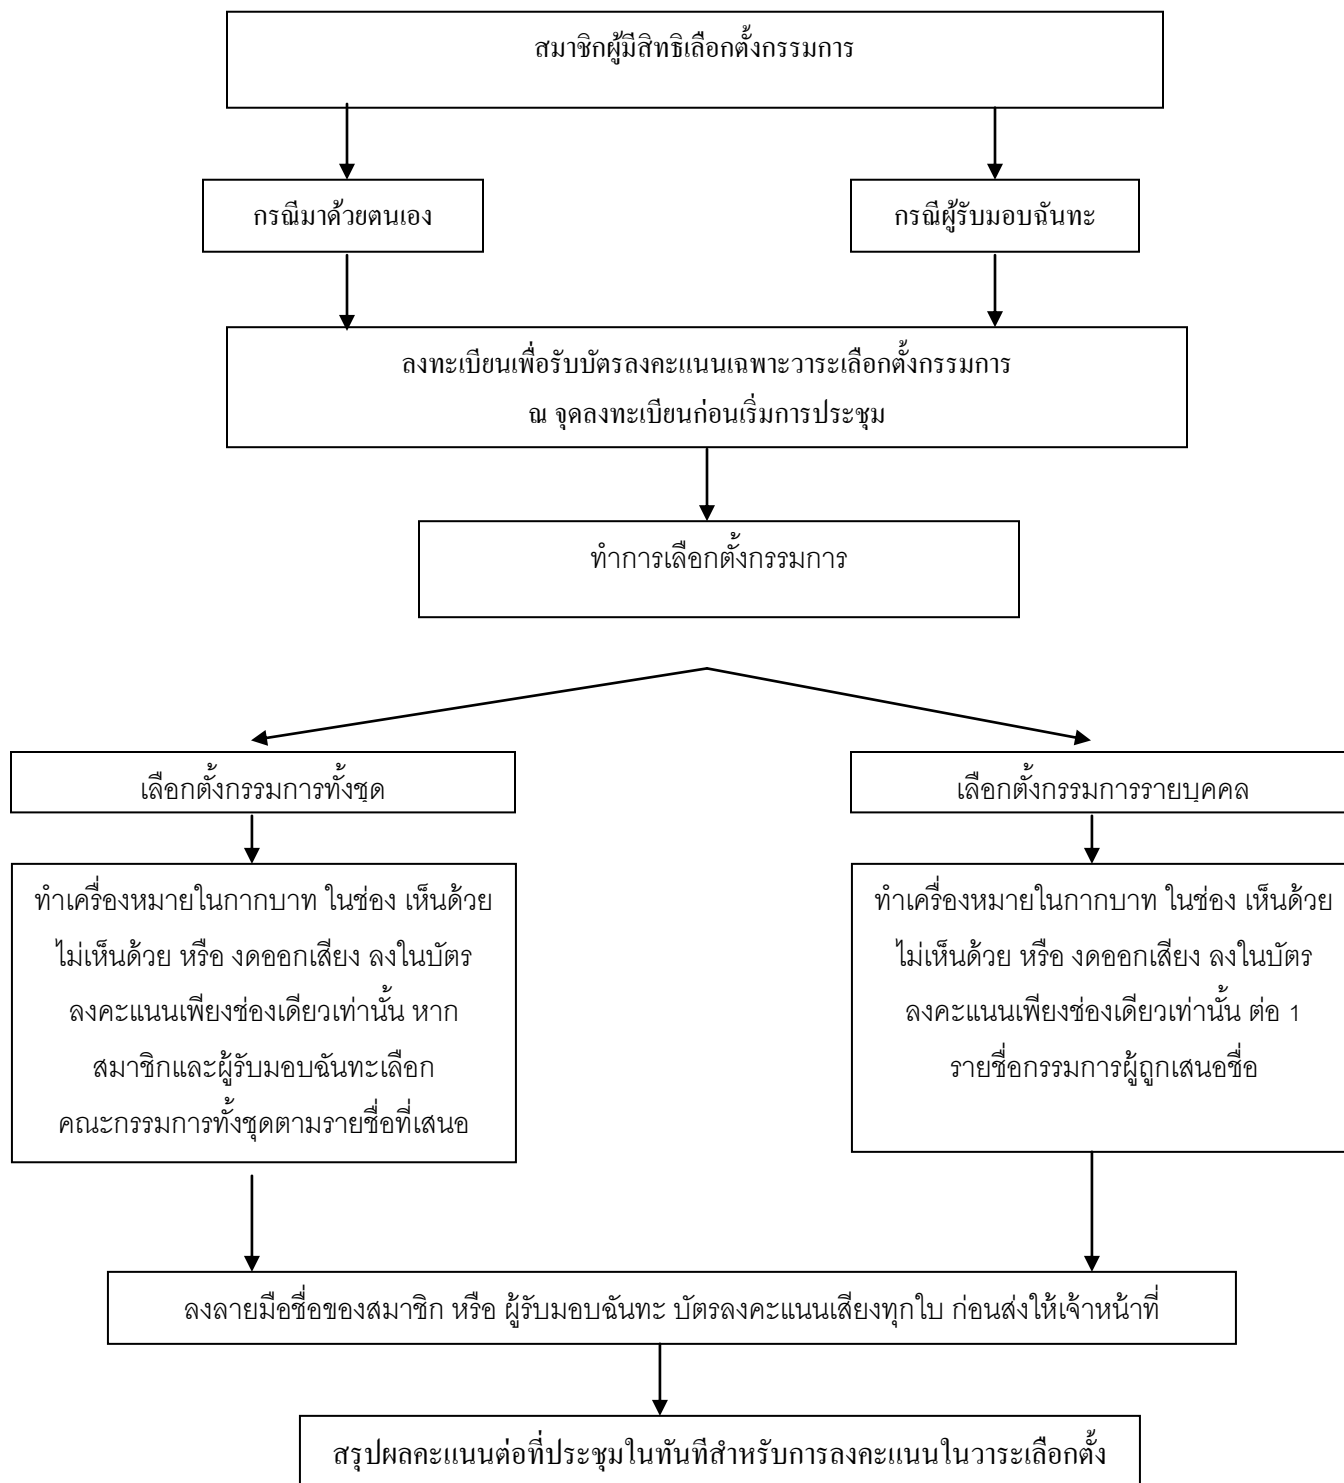 สมาชิกผู้มีสิทธิเลือกตั้งกรรมการ
กรณีมาด้วยตนเอง
กรณีผู้รับมอบฉันทะ
ลงทะเบียนเพื่อรับบัตรลงคะแนนเฉพาะวาระเลือกตั้งกรรมการ
ณ จุดลงทะเบียนก่อนเริ่มการประชุม
ทำการเลือกตั้งกรรมการ
เลือกตั้งกรรมการทั้งชุด
เลือกตั้งกรรมการรายบุคคล
ทำเครื่องหมายในกากบาท ในช่อง เห็นด้วย
ไม่เห็นด้วย หรือ งดออกเสียง ลงในบัตร
ลงคะแนนเพียงช่องเดียวเท่านั้น หาก
สมาชิกและผู้รับมอบฉันทะเลือก
คณะกรรมการทั้งชุดตามรายชื่อที่เสนอ
ทำเครื่องหมายในกากบาท ในช่อง เห็นด้วย
ไม่เห็นด้วย หรือ งดออกเสียง ลงในบัตร
ลงคะแนนเพียงช่องเดียวเท่านั้น ต่อ 1
รายชื่อกรรมการผู้ถูกเสนอชื่อ
ลงลายมือชื่อของสมาชิก หรือ ผู้รับมอบฉันทะ บัตรลงคะแนนเสียงทุกใบ ก่อนส่งให้เจ้าหน้าที่
สรุปผลคะแนนต่อที่ประชุมในทันทีสำหรับการลงคะแนนในวาระเลือกตั้ง